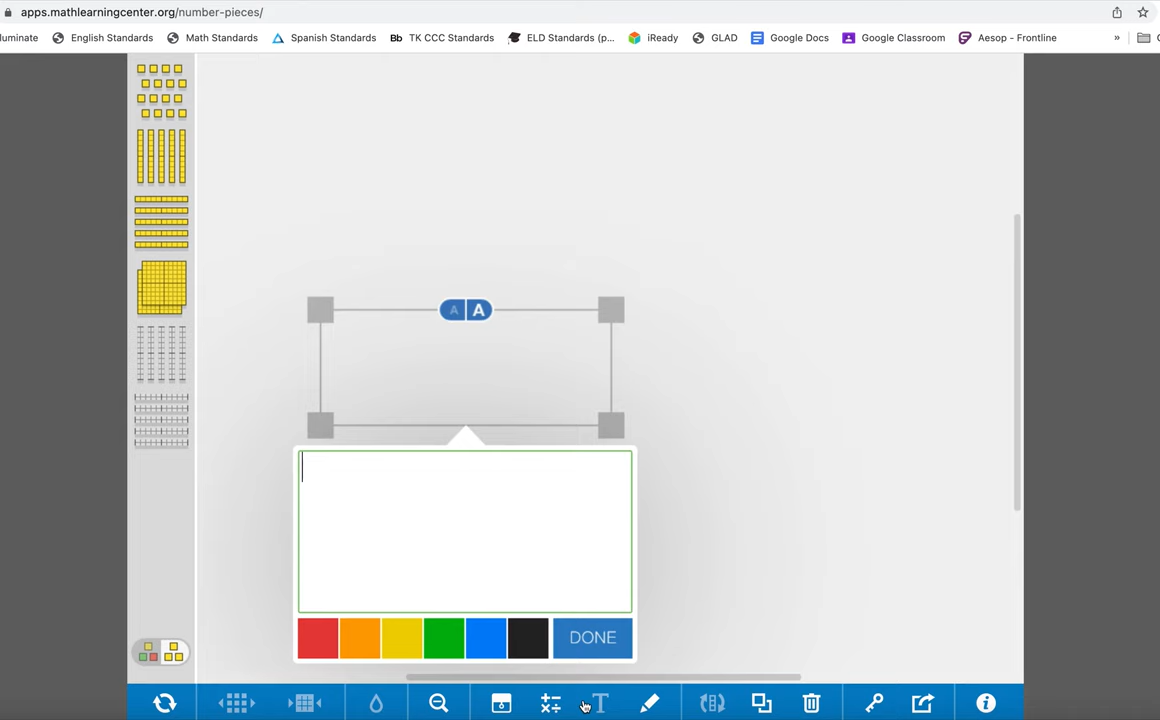 apps.mathlearningcenter.org/number-pieces/
luminate English Standards Math Standards Spanish Standards Bb TK CCC Standards ELD Standards (p... iReady GLAD Google Docs Google Classroom Aesop - Frontline »
A A
DONE
T